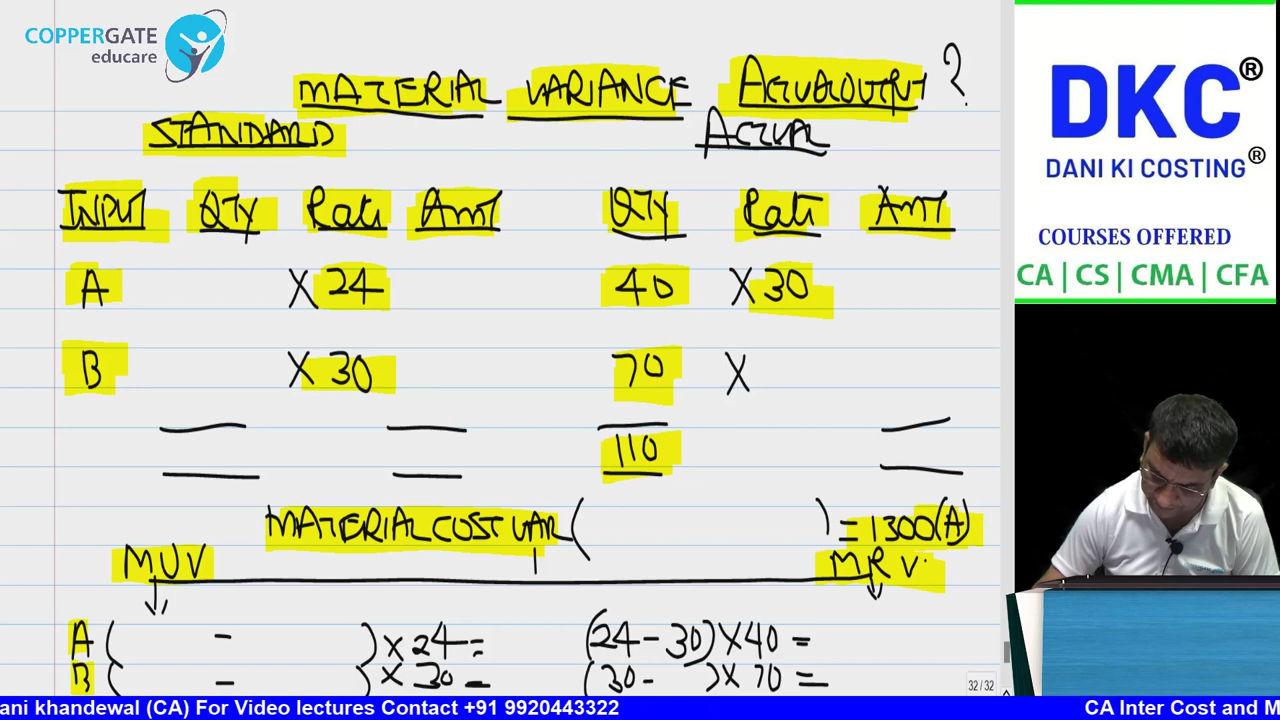 COPPERGATE
educare
MATERIAL VARIANCE ?
STANDARD ACTUAL
INPUT QTY Rate Amt QTY Rate Amt
A X 24 40 X 30
B X 30 70 X
110
MATERIAL COST VAR ( ) = 1300 (A)
MUV MRV.
A ( - ) X 24 = (24 - 30) X 40 =
B ( - ) X 30 = (30 - ) X 70 =
32/32
DKC®
DANI KI COSTING®
COURSES OFFERED
CA | CS | CMA | CFA
ani khandewal (CA) For Video lectures Contact +91 9920443322 CA Inter Cost and M